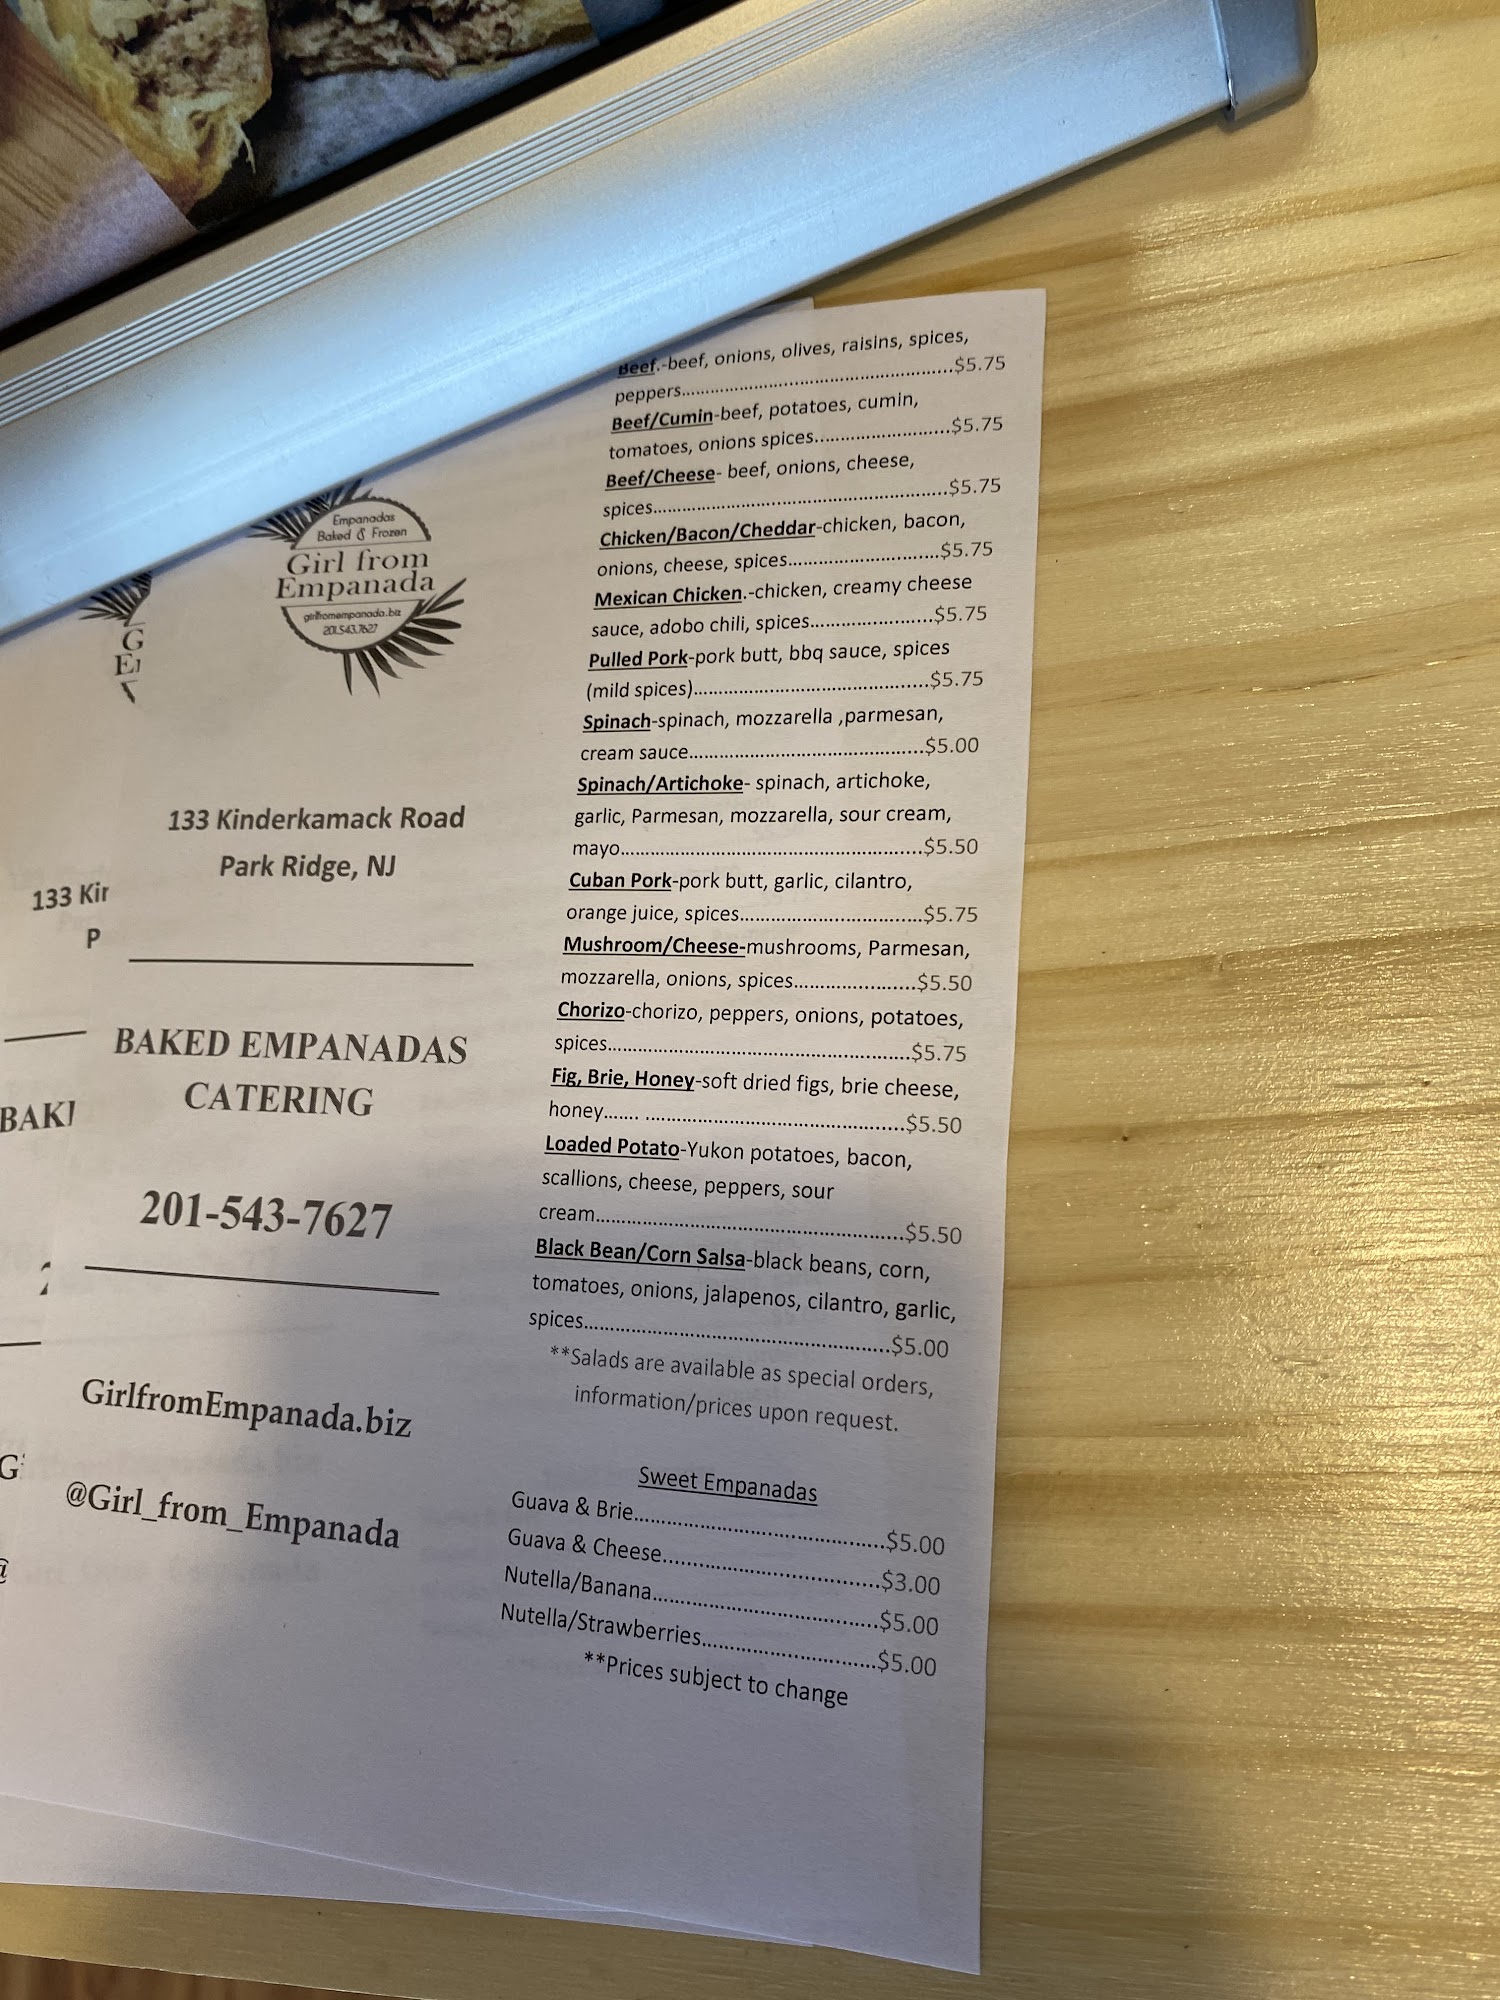 Empanadas
Baked & Frozen
Girl from
Empanada
girlfromempanada.biz
201.543.7627
133 Kinderkamack Road
Park Ridge, NJ
BAKED EMPANADAS
CATERING
201-543-7627
GirlfromEmpanada.biz
@Girl_from_Empanada
G
133 Kir
P
BAK
G
Beef.-beef, onions, olives, raisins, spices,
peppers.............................................................$5.75
Beef/Cumin-beef, potatoes, cumin,
tomatoes, onions spices..............................$5.75
Beef/Cheese- beef, onions, cheese,
spices................................................................$5.75
Chicken/Bacon/Cheddar-chicken, bacon,
onions, cheese, spices.................................$5.75
Mexican Chicken.-chicken, creamy cheese
sauce, adobo chili, spices...........................$5.75
Pulled Pork-pork butt, bbq sauce, spices
(mild spices)...................................................$5.75
Spinach-spinach, mozzarella ,parmesan,
cream sauce....................................................$5.00
Spinach/Artichoke- spinach, artichoke,
garlic, Parmesan, mozzarella, sour cream,
mayo..................................................................$5.50
Cuban Pork-pork butt, garlic, cilantro,
orange juice, spices........................................$5.75
Mushroom/Cheese-mushrooms, Parmesan,
mozzarella, onions, spices...........................$5.50
Chorizo-chorizo, peppers, onions, potatoes,
spices.................................................................$5.75
Fig, Brie, Honey-soft dried figs, brie cheese,
honey....... ........................................................$5.50
Loaded Potato-Yukon potatoes, bacon,
scallions, cheese, peppers, sour
cream.................................................................$5.50
Black Bean/Corn Salsa-black beans, corn,
tomatoes, onions, jalapenos, cilantro, garlic,
spices.................................................................$5.00
**Salads are available as special orders,
information/prices upon request.
Sweet Empanadas
Guava & Brie.....................................................$5.00
Guava & Cheese..............................................$3.00
Nutella/Banana................................................$5.00
Nutella/Strawberries.....................................$5.00
**Prices subject to change